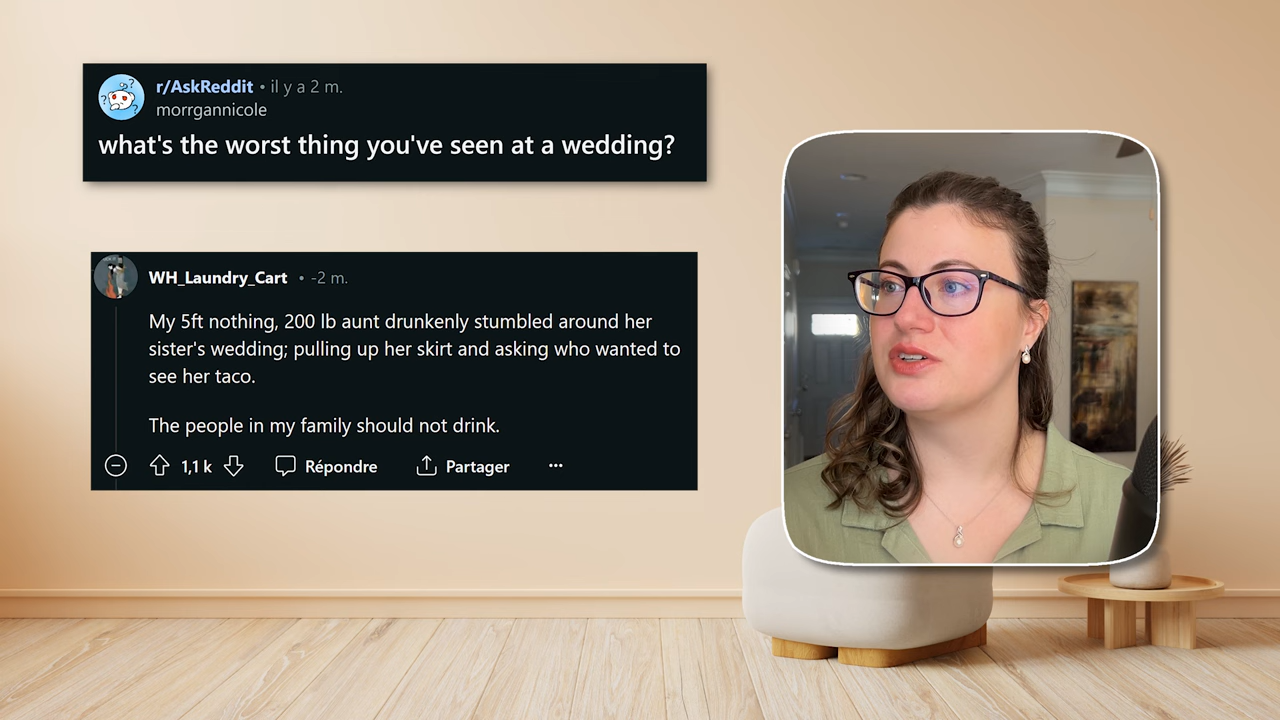 r/AskReddit • il y a 2 m.
morrgannicole
what's the worst thing you've seen at a wedding?
WH_Laundry_Cart • -2 m.
My 5ft nothing, 200 lb aunt drunkenly stumbled around her
sister's wedding; pulling up her skirt and asking who wanted to
see her taco.
The people in my family should not drink.
1,1 k Répondre Partager ...